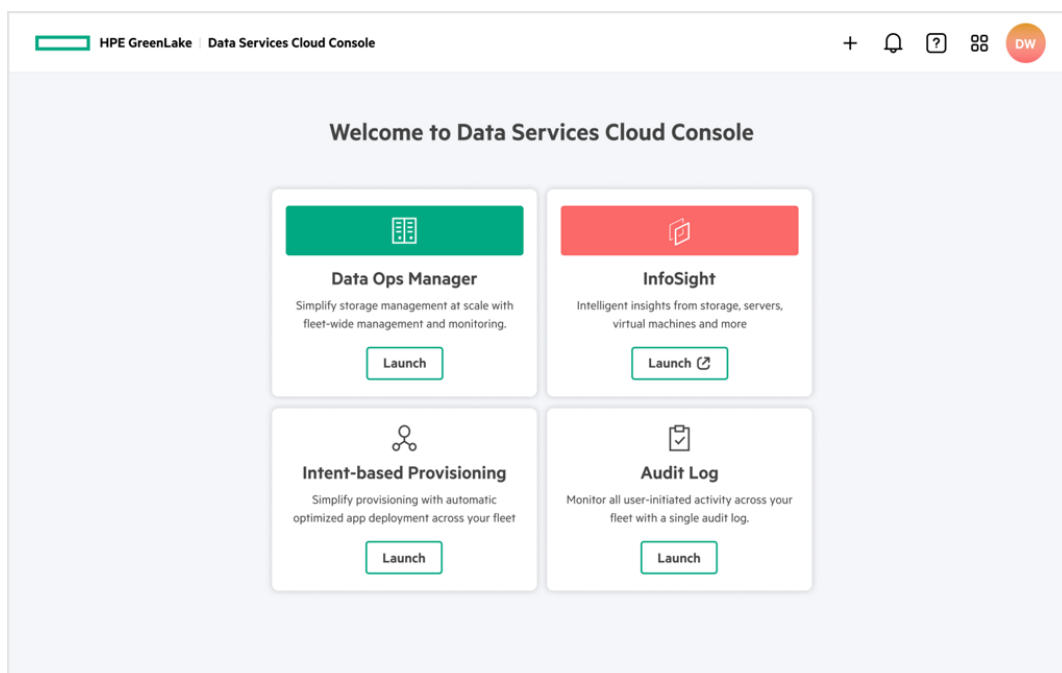 HPE GreenLake | Data Services Cloud Console
? DW
Welcome to Data Services Cloud Console
Data Ops Manager
Simplify storage management at scale with
fleet-wide management and monitoring.
Launch
InfoSight
Intelligent insights from storage, servers,
virtual machines and more
Launch
Intent-based Provisioning
Simplify provisioning with automatic
optimized app deployment across your fleet
Launch
Audit Log
Monitor all user-initiated activity across your
fleet with a single audit log.
Launch